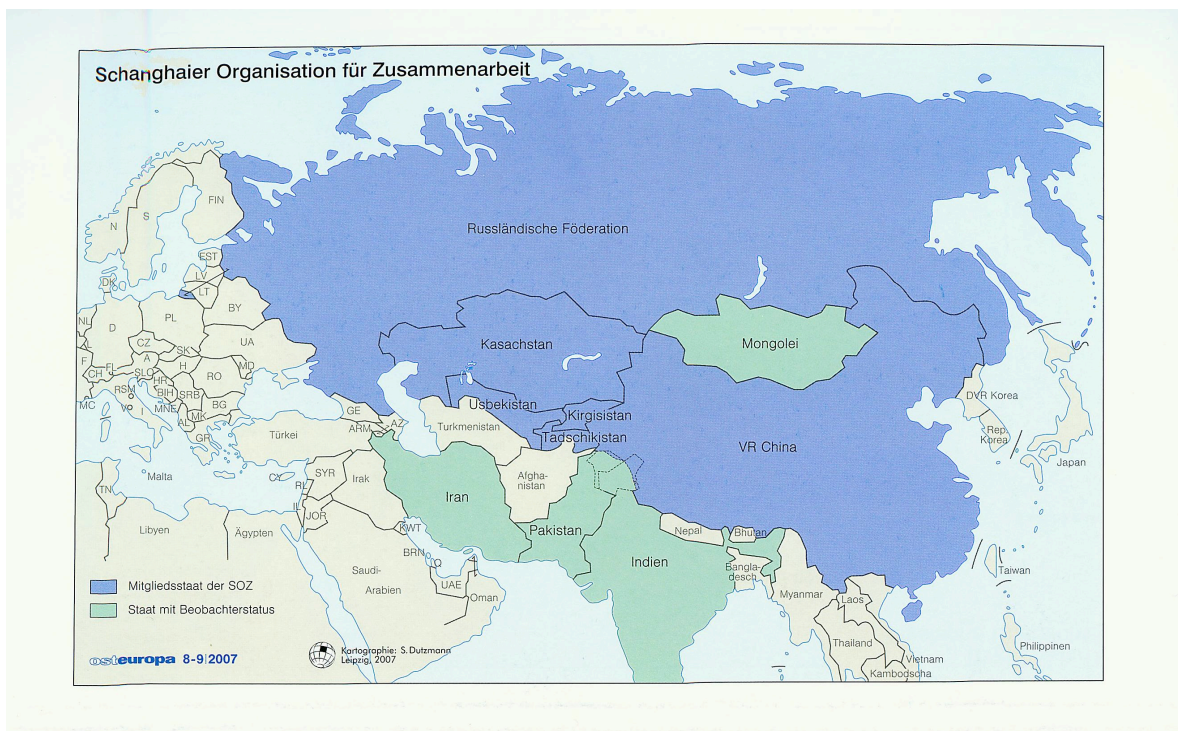 Schanghaier Organisation für Zusammenarbeit
FIN
S
N
Russländische Föderation
EST
LV
DK
LT
BY
NL
D
PL
UA
CZ
L
SK
A
F
CH
FL
SLO
H
MD
RO
HR
RSM
BIH
SRB
MC
V
I
MNE
BG
MK
AL
GR
Kasachstan
Mongolei
Usbekistan
Kirgisistan
GE
ARM
AZ
Turkmenistan
Tadschikistan
Türkei
VR China
DVR Korea
Rep.
Korea
Japan
Malta
CY
SYR
RL
Irak
TN
IL
JOR
Iran
Afgha-
nistan
Libyen
Ägypten
KWT
Pakistan
Nepal
Bhutan
BRN
Q
Indien
Bangla-
desch
Taiwan
Saudi-
Arabien
UAE
Oman
Myanmar
Laos
Thailand
Vietnam
Kambodscha
Philippinen
Mitgliedsstaat der SOZ
Staat mit Beobachterstatus
osteuropa 8-9|2007
Kartographie: S. Dutzmann
Leipzig, 2007